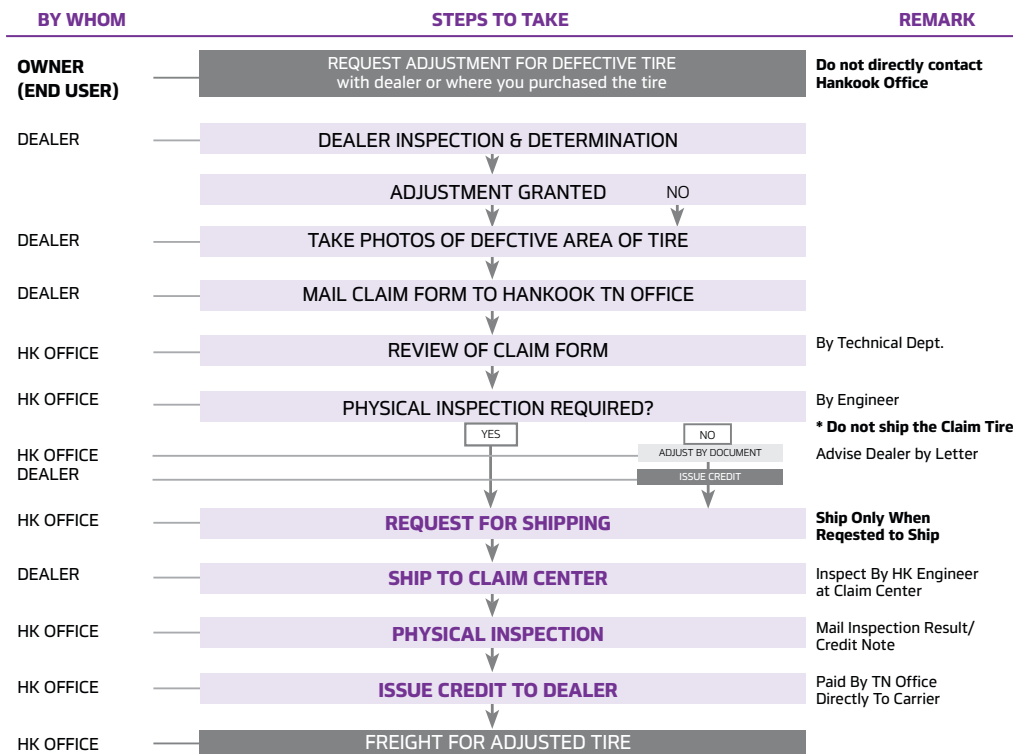 BY WHOM STEPS TO TAKE REMARK
OWNER
(END USER)
REQUEST ADJUSTMENT FOR DEFECTIVE TIRE
with dealer or where you purchased the tire
Do not directly contact
Hankook Office
DEALER DEALER INSPECTION & DETERMINATION
ADJUSTMENT GRANTED NO
DEALER TAKE PHOTOS OF DEFCTIVE AREA OF TIRE
DEALER MAIL CLAIM FORM TO HANKOOK TN OFFICE
HK OFFICE REVIEW OF CLAIM FORM By Technical Dept.
HK OFFICE PHYSICAL INSPECTION REQUIRED? By Engineer
* Do not ship the Claim Tire
YES NO
HK OFFICE ADJUST BY DOCUMENT Advise Dealer by Letter
DEALER ISSUE CREDIT
HK OFFICE REQUEST FOR SHIPPING
Ship Only When
Reqested to Ship
DEALER SHIP TO CLAIM CENTER
Inspect By HK Engineer
at Claim Center
HK OFFICE PHYSICAL INSPECTION
Mail Inspection Result/
Credit Note
HK OFFICE ISSUE CREDIT TO DEALER
Paid By TN Office
Directly To Carrier
HK OFFICE FREIGHT FOR ADJUSTED TIRE